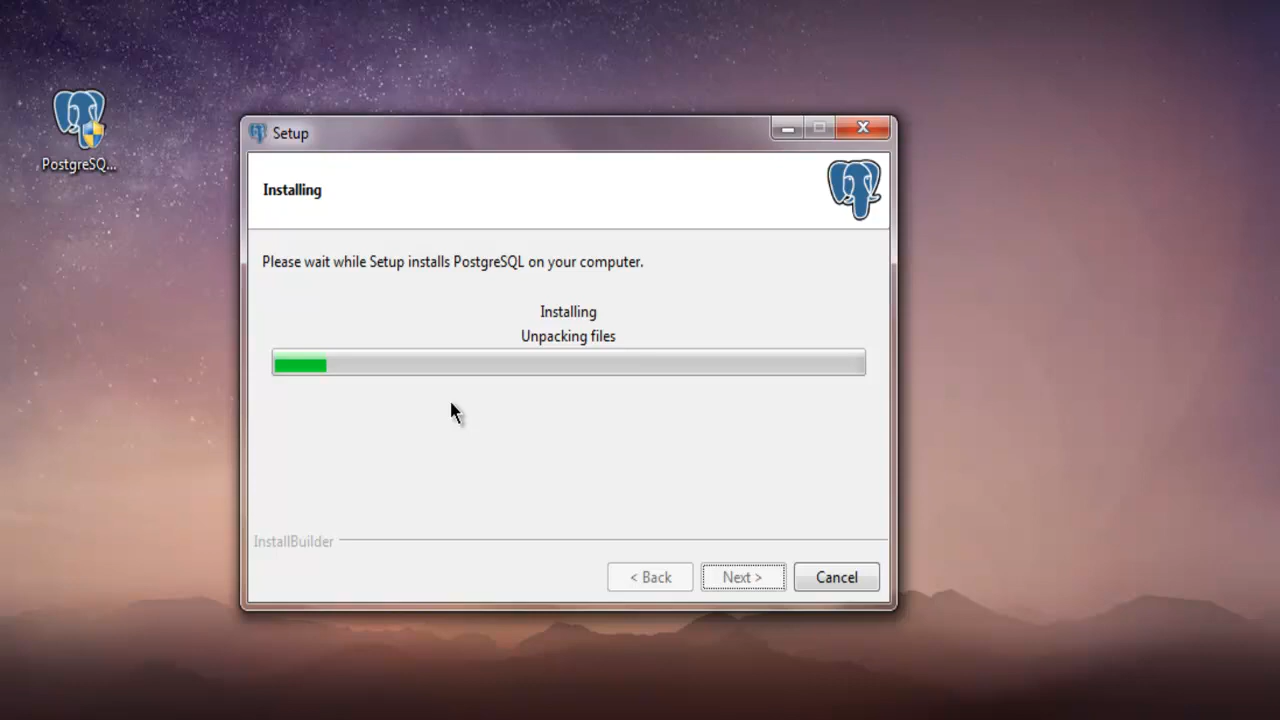 PostgreSQ...
Setup
Installing
Please wait while Setup installs PostgreSQL on your computer.
Installing
Unpacking files
InstallBuilder
< Back
Next >
Cancel